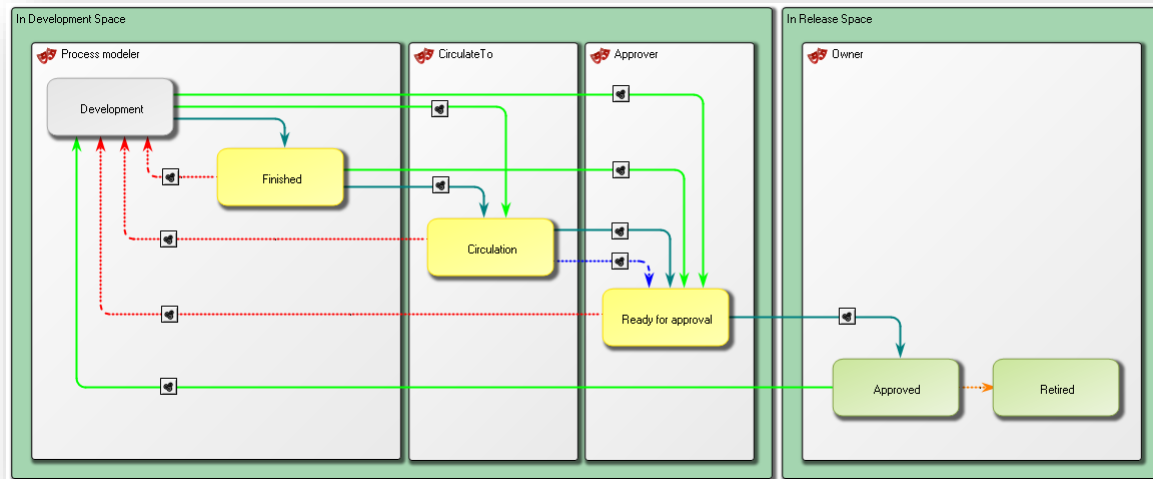 In Development Space
In Release Space
Process modeler
CirculateTo
Approver
Owner
Development
Finished
Circulation
Ready for approval
Approved
Retired